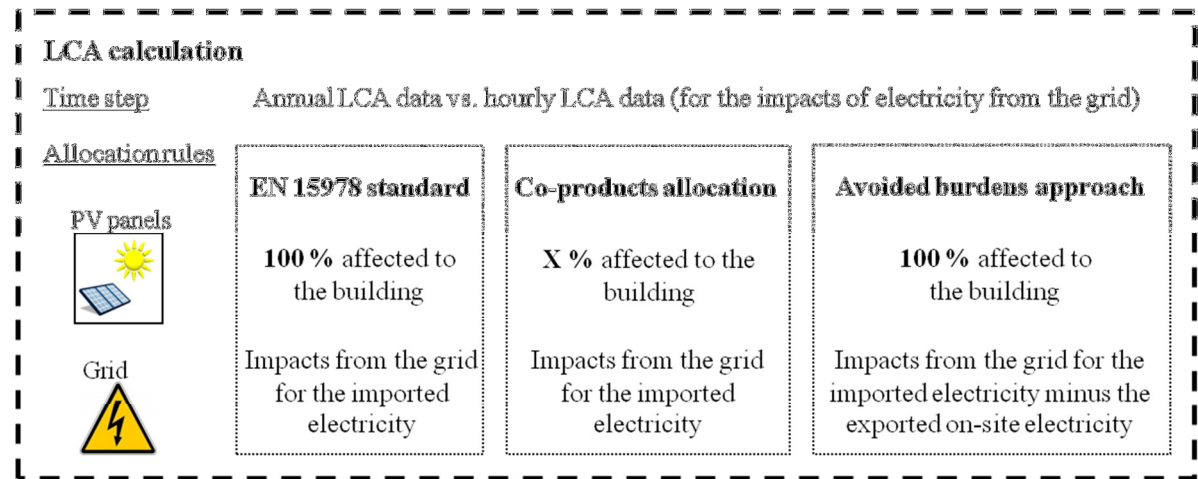 LCA calculation
Time step
Annual LCA data vs. hourly LCA data (for the impacts of electricity from the grid)
Allocation rules
EN 15978 standard
Co-products allocation
Avoided burdens approach
PV panels
100 % affected to
the building
X % affected to the
building
100 % affected to
the building
Grid
Impacts from the grid
for the imported
electricity
Impacts from the grid
for the imported
electricity
Impacts from the grid for the
imported electricity minus the
exported on-site electricity